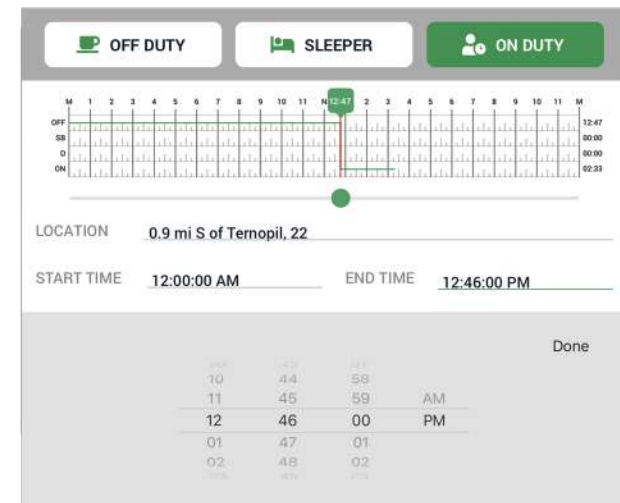 OFF DUTY SLEEPER ON DUTY
M 1 2 3 4 5 6 7 8 9 10 11 N 12:47 2 3 4 5 6 7 8 9 10 11 M
OFF 12:47
SB 00:00
D 00:00
ON 02:33
LOCATION 0.9 mi S of Ternopil, 22
START TIME 12:00:00 AM END TIME 12:46:00 PM
Done
10 44 58
11 45 59 AM
12 46 00 PM
01 47 01
02 48 02